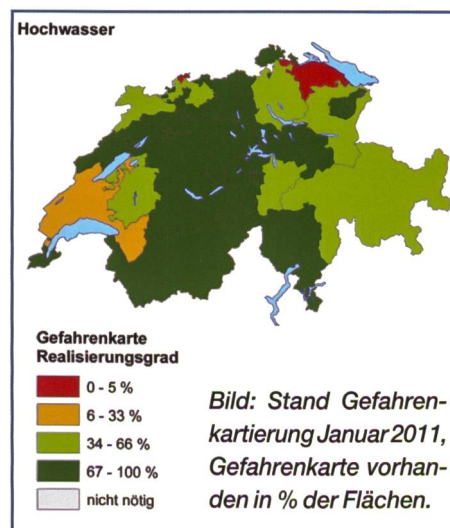 Hochwasser
Gefahrenkarte
Realisierungsgrad
0 - 5 %
6 - 33 %
34 - 66 %
67 - 100 %
nicht nötig
Bild: Stand Gefahren-
kartierung Januar 2011,
Gefahrenkarte vorhan-
den in % der Flächen.